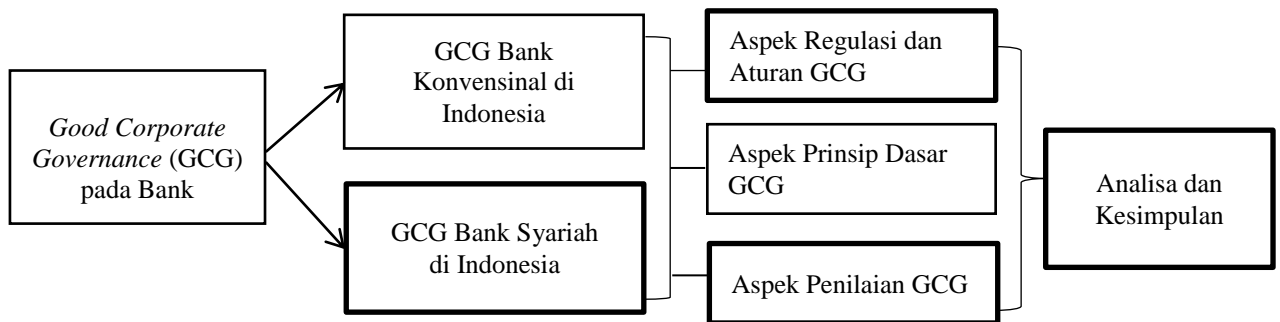 Good Corporate
Governance (GCG)
pada Bank
GCG Bank
Konvensinal di
Indonesia
GCG Bank Syariah
di Indonesia
Aspek Regulasi dan
Aturan GCG
Aspek Prinsip Dasar
GCG
Aspek Penilaian GCG
Analisa dan
Kesimpulan